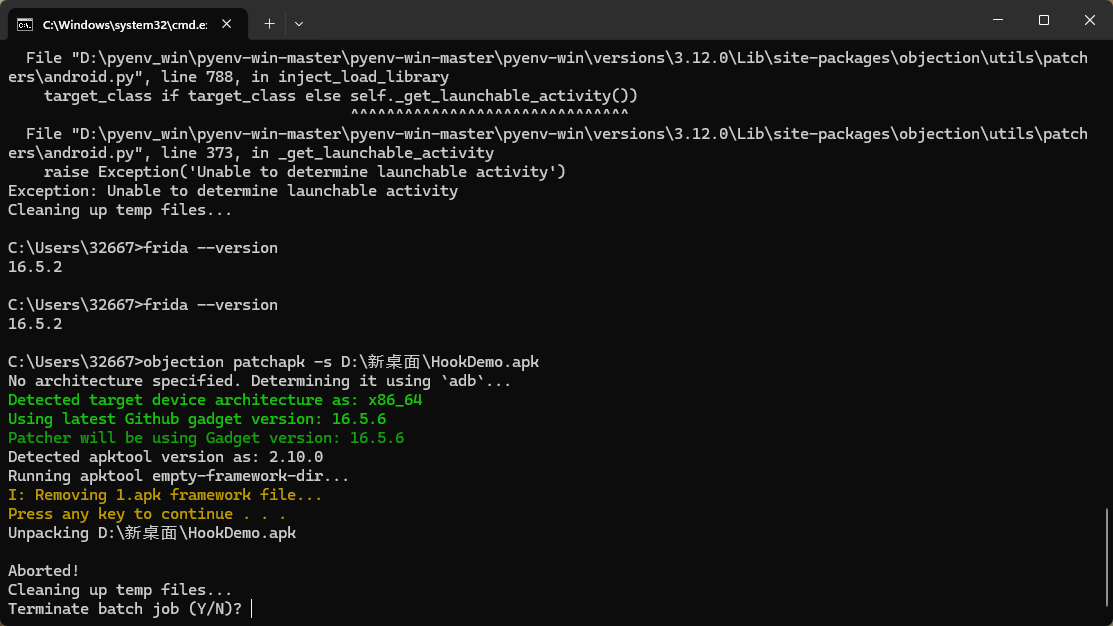 C:\Windows\system32\cmd.e:
File "D:\pyenv_win\pyenv-win-master\pyenv-win\versions\3.12.0\Lib\site-packages\objection\utils\patch
ers\android.py", line 788, in inject_load_library
target_class if target_class else self._get_launchable_activity())
^^^^^^^^^^^^^^^^^^^^^^^^^^^^^^^
File "D:\pyenv_win\pyenv-win-master\pyenv-win\versions\3.12.0\Lib\site-packages\objection\utils\patch
ers\android.py", line 373, in _get_launchable_activity
raise Exception('Unable to determine launchable activity')
Exception: Unable to determine launchable activity
Cleaning up temp files...
C:\Users\32667>frida --version
16.5.2
C:\Users\32667>frida --version
16.5.2
C:\Users\32667>objection patchapk -s D:\新桌面\HookDemo.apk
No architecture specified. Determining it using `adb`...
Detected target device architecture as: x86_64
Using latest Github gadget version: 16.5.6
Patcher will be using Gadget version: 16.5.6
Detected apktool version as: 2.10.0
Running apktool empty-framework-dir...
I: Removing 1.apk framework file...
Press any key to continue . . .
Unpacking D:\新桌面\HookDemo.apk
Aborted!
Cleaning up temp files...
Terminate batch job (Y/N)?